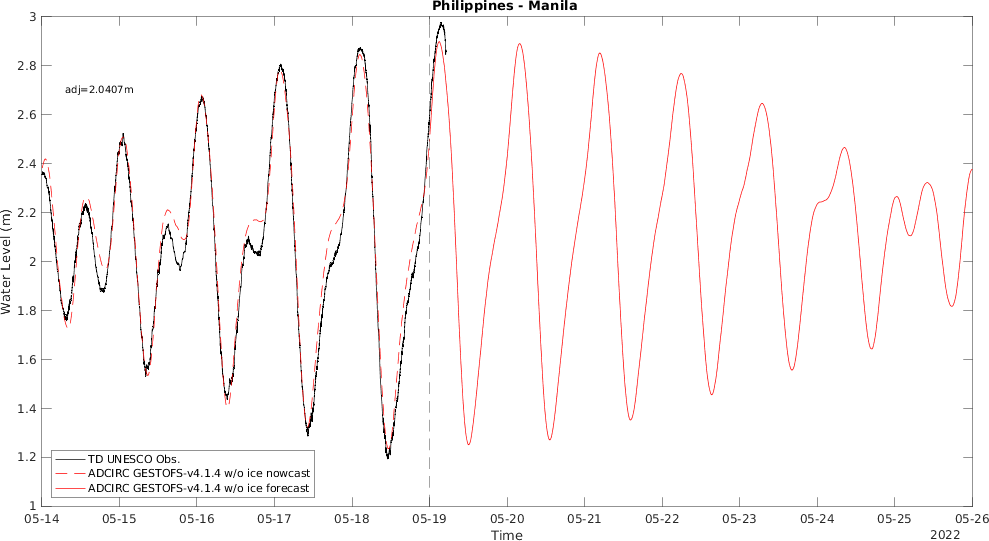 Philippines - Manila
3
2.8
adj=2.0407m
2.6
2.4
2.2
2
1.8
1.6
1.4
1.2
1
Water Level (m)
TD UNESCO Obs.
ADCIRC GESTOFS-v4.1.4 w/o ice nowcast
ADCIRC GESTOFS-v4.1.4 w/o ice forecast
05-14 05-15 05-16 05-17 05-18 05-19 05-20 05-21 05-22 05-23 05-24 05-25 05-26
Time
2022